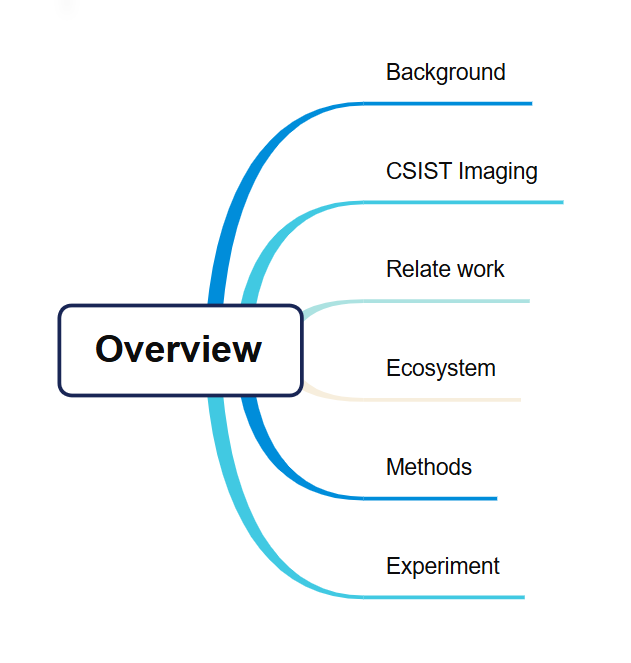 Background
CSIST Imaging
Relate work
Overview
Ecosystem
Methods
Experiment